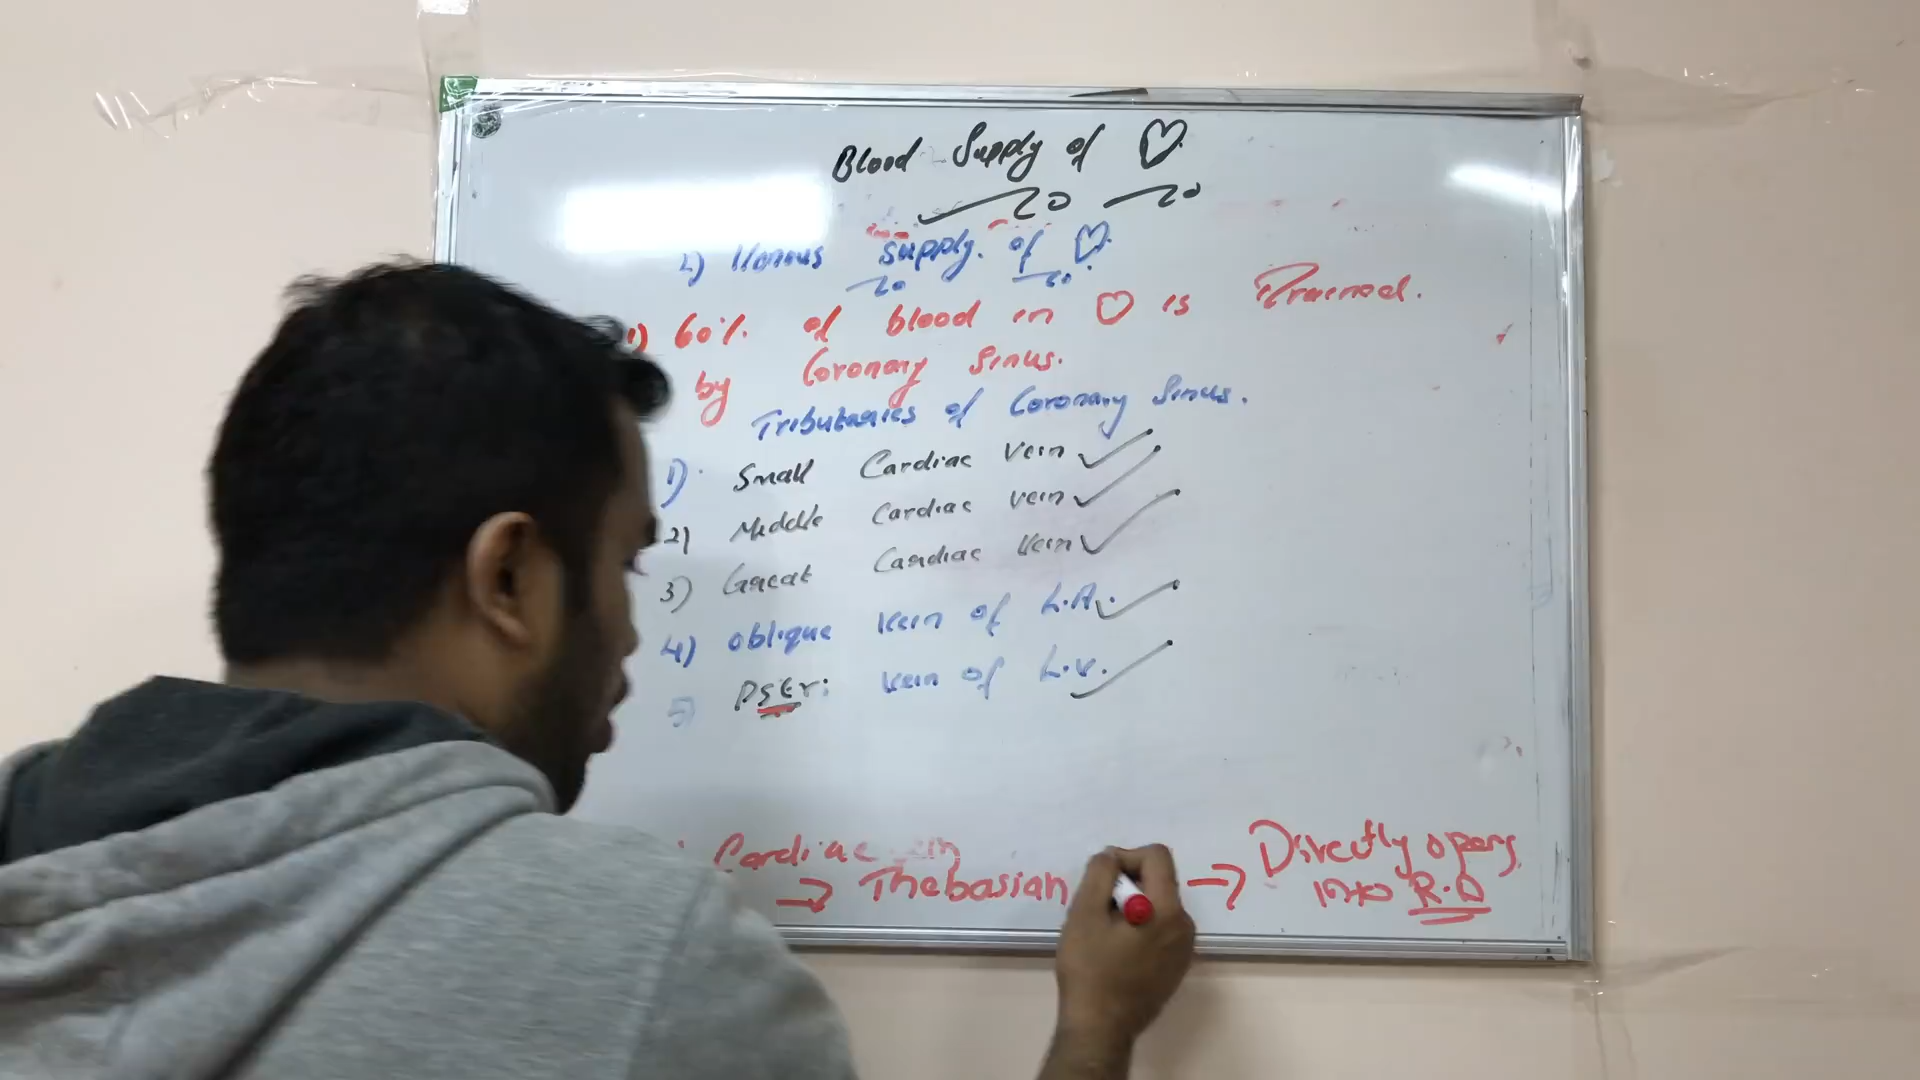 Blood Supply of ♡
2) Venous supply. of ♡.
1) 60% of blood in ♡ is Drained.
by Coronary Sinus.
Tributaries of Coronary Sinus.
1) Small Cardiac Vein ✓
2) Middle Cardiac vein ✓
3) Great Cardiac Vein ✓
4) oblique Vein of L.A. ✓
5) Vein of L.V. ✓
Cardiac
→ Thebasian → Directly opens
into R.A